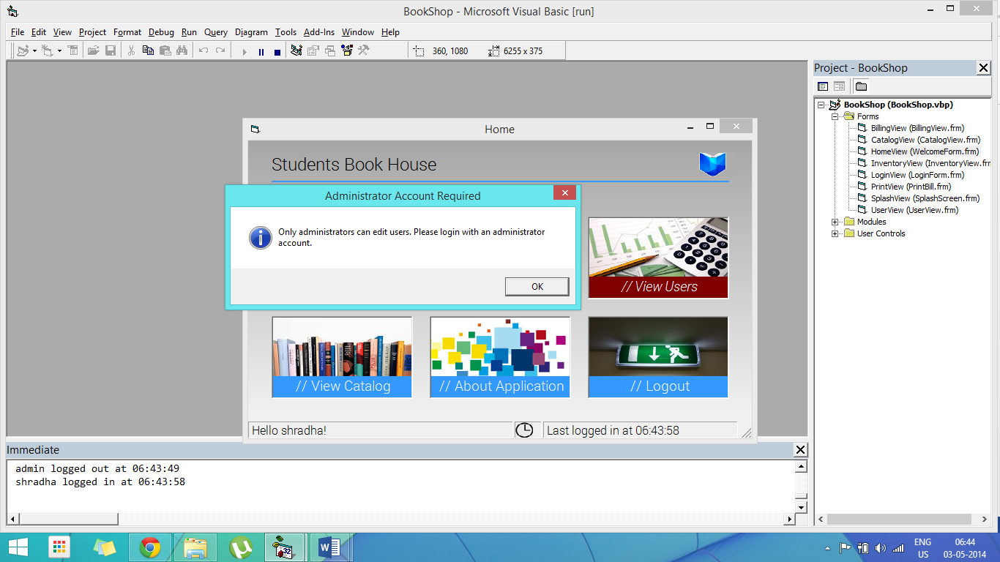 BookShop - Microsoft Visual Basic [run]
File Edit View Project Format Debug Run Query Diagram Tools Add-Ins Window Help
360, 1080 6255 x 375
Project - BookShop
BookShop (BookShop.vbp)
Forms
BillingView (BillingView.frm)
CatalogView (CatalogView.frm)
HomeView (WelcomeForm.frm)
InventoryView (InventoryView.frm
LoginView (LoginForm.frm)
PrintView (PrintBill.frm)
SplashView (SplashScreen.frm)
UserView (UserView.frm)
Modules
User Controls
Home
Students Book House
Administrator Account Required
Only administrators can edit users. Please login with an administrator
account.
OK
// View Users
// View Catalog
// About Application
// Logout
Hello shradha!
Last logged in at 06:43:58
Immediate
admin logged out at 06:43:49
shradha logged in at 06:43:58
32
W
ENG
US
06:44
03-05-2014